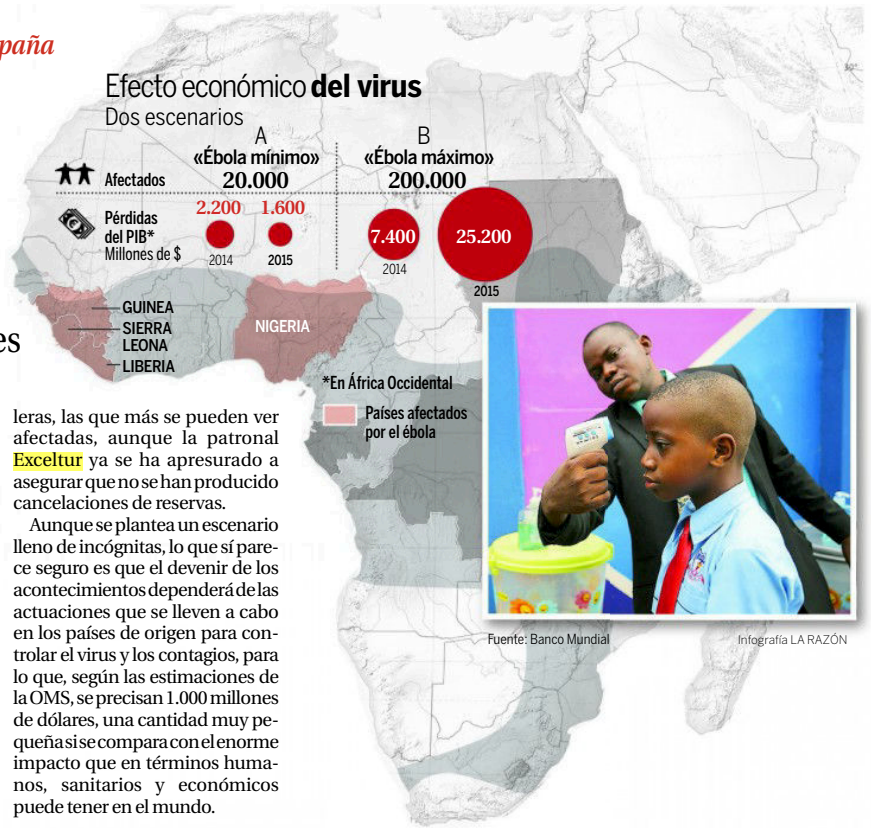 paña
Efecto económico del virus
Dos escenarios
A
«Ébola mínimo»
B
«Ébola máximo»
Afectados
20.000
200.000
Pérdidas
del PIB*
Millones de $
2.200
1.600
7.400
25.200
2014
2015
2014
2015
GUINEA
SIERRA
LEONA
LIBERIA
NIGERIA
*En África Occidental
Países afectados
por el ébola
es
leras, las que más se pueden ver
afectadas, aunque la patronal
Exceltur ya se ha apresurado a
asegurar que no se han producido
cancelaciones de reservas.
Aunque se plantea un escenario
lleno de incógnitas, lo que sí pare-
ce seguro es que el devenir de los
acontecimientos dependerá de las
actuaciones que se lleven a cabo
en los países de origen para con-
trolar el virus y los contagios, para
lo que, según las estimaciones de
la OMS, se precisan 1.000 millones
de dólares, una cantidad muy pe-
queña si se compara con el enorme
impacto que en términos huma-
nos, sanitarios y económicos
puede tener en el mundo.
Fuente: Banco Mundial
Infografía LA RAZÓN